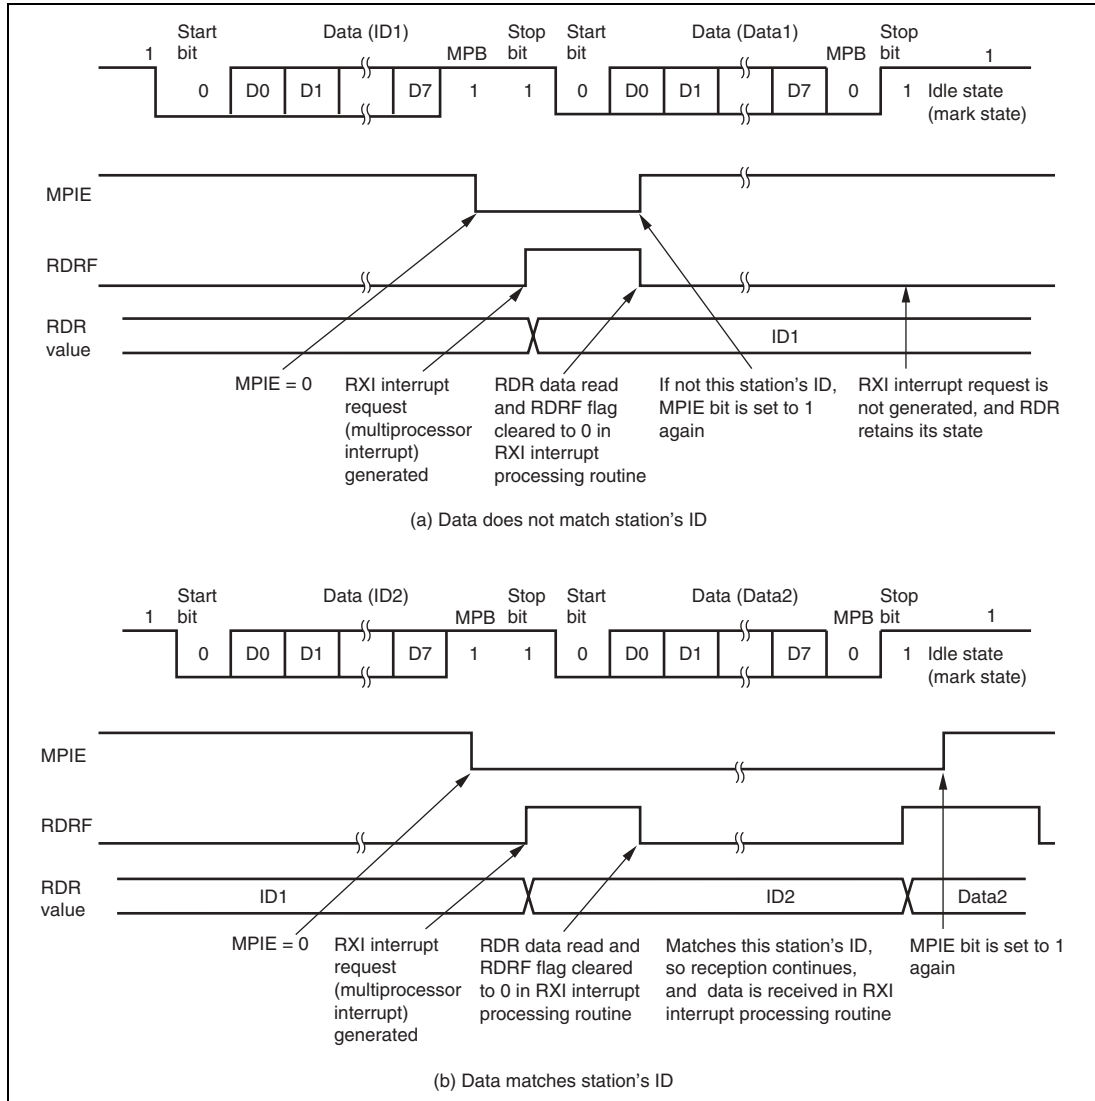 Start bit Data (ID1) MPB Stop bit Start bit Data (Data1) MPB Stop bit
1 0 D0 D1 D7 1 1 0 D0 D1 D7 0 1 1 Idle state (mark state)
MPIE
RDRF
RDR value
ID1
MPIE = 0
RXI interrupt
request
(multiprocessor
interrupt)
generated
RDR data read
and RDRF flag
cleared to 0 in
RXI interrupt
processing routine
If not this station's ID,
MPIE bit is set to 1
again
RXI interrupt request is
not generated, and RDR
retains its state
(a) Data does not match station's ID
Start bit Data (ID2) MPB Stop bit Start bit Data (Data2) MPB Stop bit
1 0 D0 D1 D7 1 1 0 D0 D1 D7 0 1 1 Idle state (mark state)
MPIE
RDRF
RDR value
ID1 ID2 Data2
MPIE = 0
RXI interrupt
request
(multiprocessor
interrupt)
generated
RDR data read and
RDRF flag cleared
to 0 in RXI interrupt
processing routine
Matches this station's ID,
so reception continues,
and data is received in RXI
interrupt processing routine
MPIE bit is set to 1
again
(b) Data matches station's ID